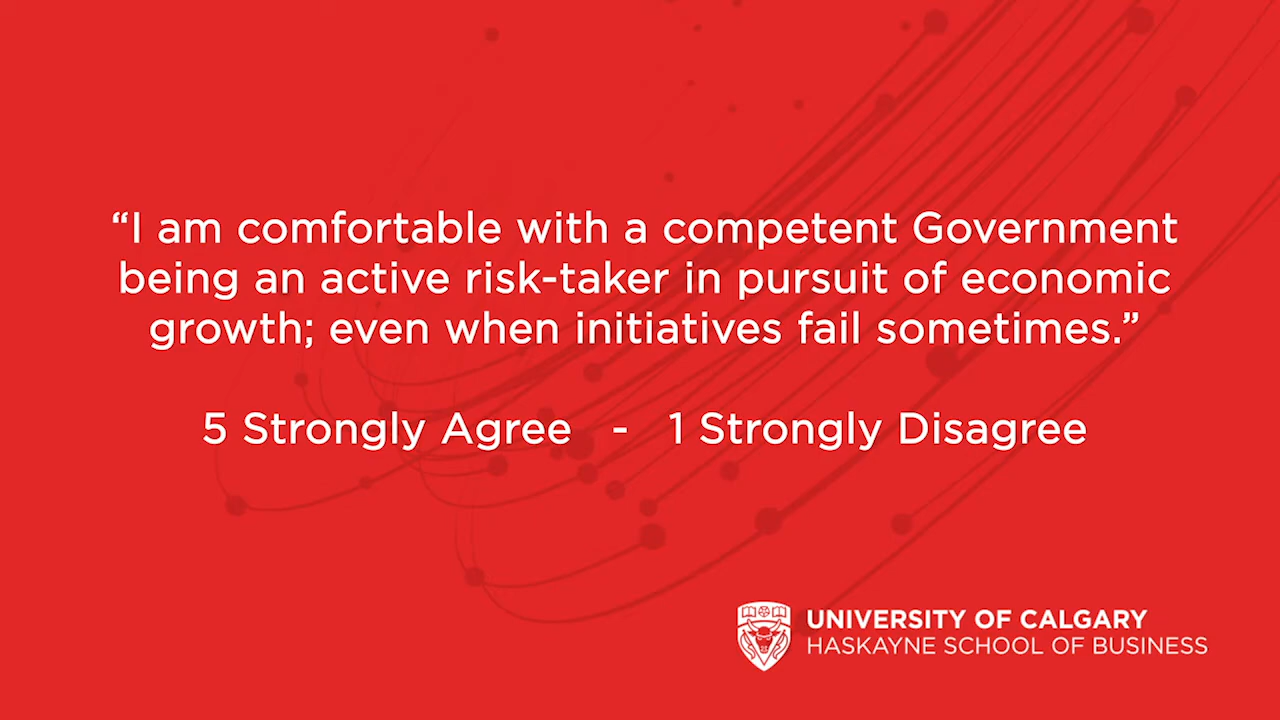 “I am comfortable with a competent Government
being an active risk-taker in pursuit of economic
growth; even when initiatives fail sometimes.”
5 Strongly Agree - 1 Strongly Disagree
UNIVERSITY OF CALGARY
HASKAYNE SCHOOL OF BUSINESS